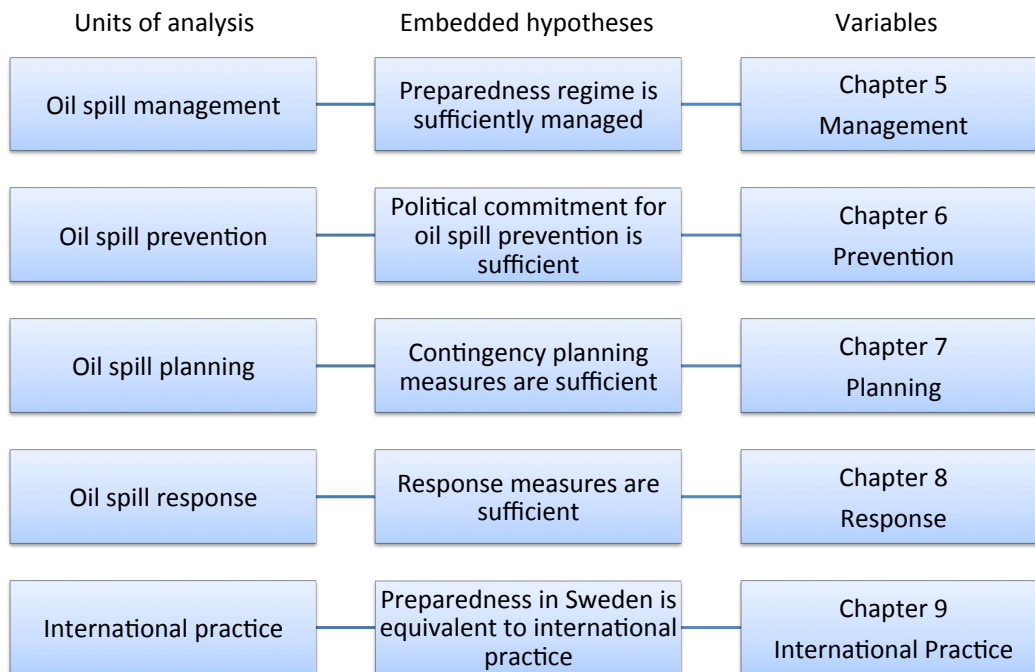 Units of analysis
Embedded hypotheses
Variables
Oil spill management
Preparedness regime is
sufficiently managed
Chapter 5
Management
Oil spill prevention
Political commitment for
oil spill prevention is
sufficient
Chapter 6
Prevention
Oil spill planning
Contingency planning
measures are sufficient
Chapter 7
Planning
Oil spill response
Response measures are
sufficient
Chapter 8
Response
International practice
Preparedness in Sweden is
equivalent to international
practice
Chapter 9
International Practice